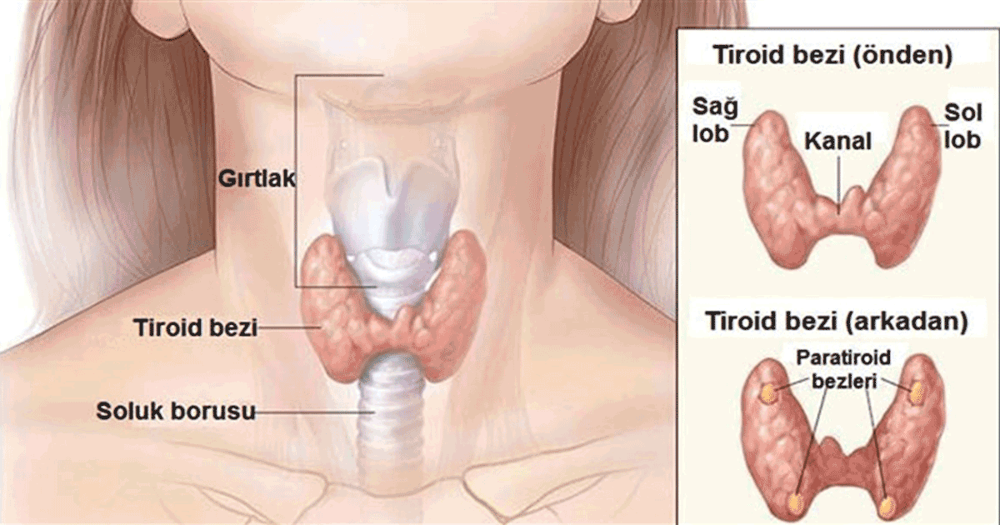 Gırtlak
Tiroid bezi
Soluk borusu
Tiroid bezi (önden)
Sağ
lob
Kanal
Sol
lob
Tiroid bezi (arkadan)
Paratiroid
bezleri